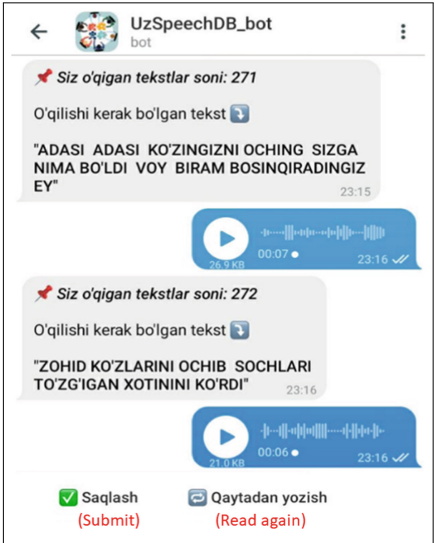 UzSpeechDB_bot
bot
📌 Siz o'qigan tekstlar soni: 271
O'qilishi kerak bo'lgan tekst ⤵️
"ADASI ADASI KO'ZINGIZNI OCHING SIZGA
NIMA BO'LDI VOY BIRAM BOSINQIRADINGIZ
EY"
23:15
00:07
26.9 KB
23:16
📌 Siz o'qigan tekstlar soni: 272
O'qilishi kerak bo'lgan tekst ⤵️
"ZOHID KO'ZLARINI OCHIB SOCHLARI
TO'ZG'IGAN XOTININI KO'RDI"
23:16
00:06
21.0 KB
23:16
✅ Saqlash 🔁 Qaytadan yozish
(Submit) (Read again)